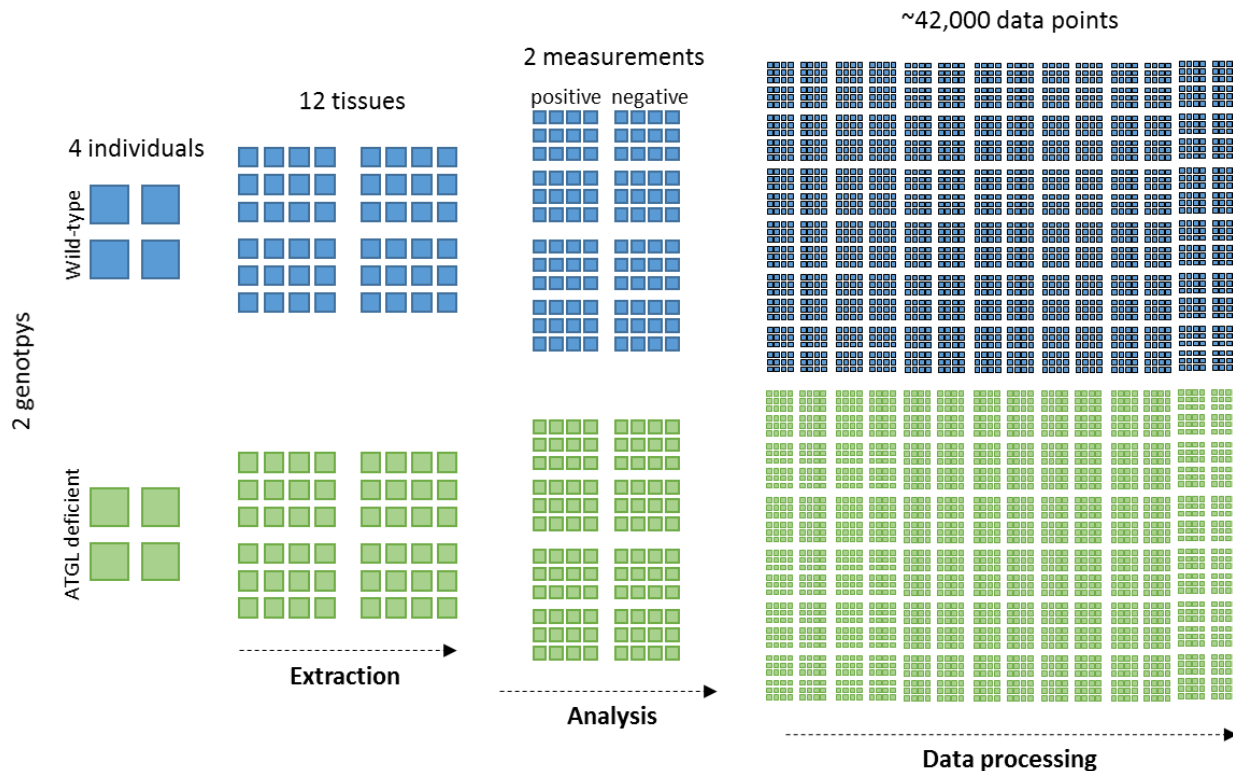 ~42,000 data points
2 measurements
positive negative
12 tissues
4 individuals
Wild-type
2 genotpys
ATGL deficient
Extraction
Analysis
Data processing